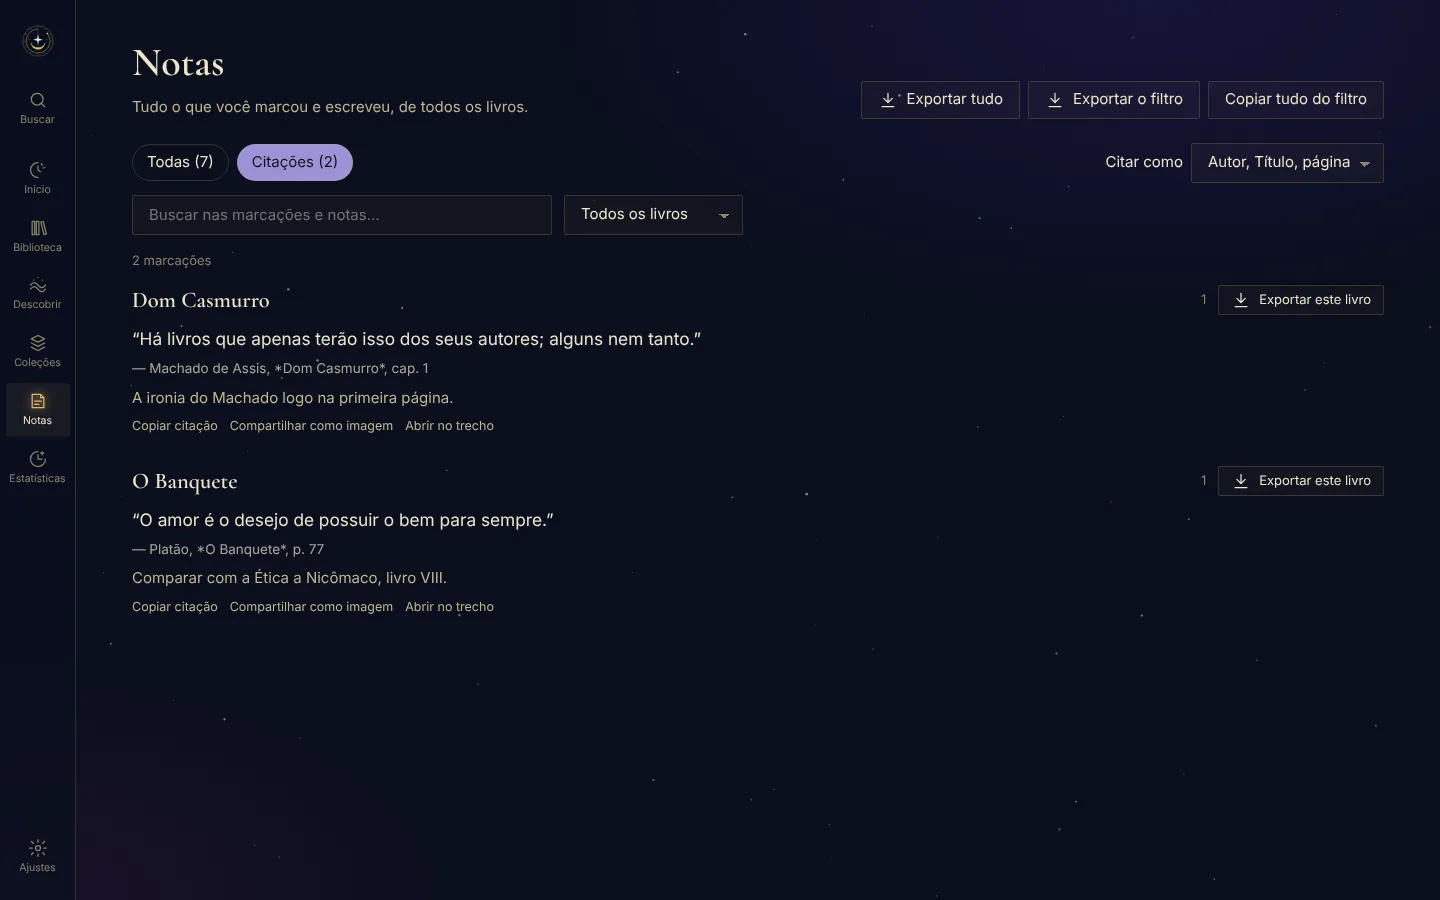 Buscar
Início
Biblioteca
Descobrir
Coleções
Notas
Estatísticas
Ajustes
Notas
Tudo o que você marcou e escreveu, de todos os livros.
Exportar tudo
Exportar o filtro
Copiar tudo do filtro
Todas (7)
Citações (2)
Citar como
Autor, Título, página
Buscar nas marcações e notas...
Todos os livros
2 marcações
Dom Casmurro
1
Exportar este livro
“Há livros que apenas terão isso dos seus autores; alguns nem tanto.”
— Machado de Assis, *Dom Casmurro*, cap. 1
A ironia do Machado logo na primeira página.
Copiar citação Compartilhar como imagem Abrir no trecho
O Banquete
1
Exportar este livro
“O amor é o desejo de possuir o bem para sempre.”
— Platão, *O Banquete*, p. 77
Comparar com a Ética a Nicômaco, livro VIII.
Copiar citação Compartilhar como imagem Abrir no trecho